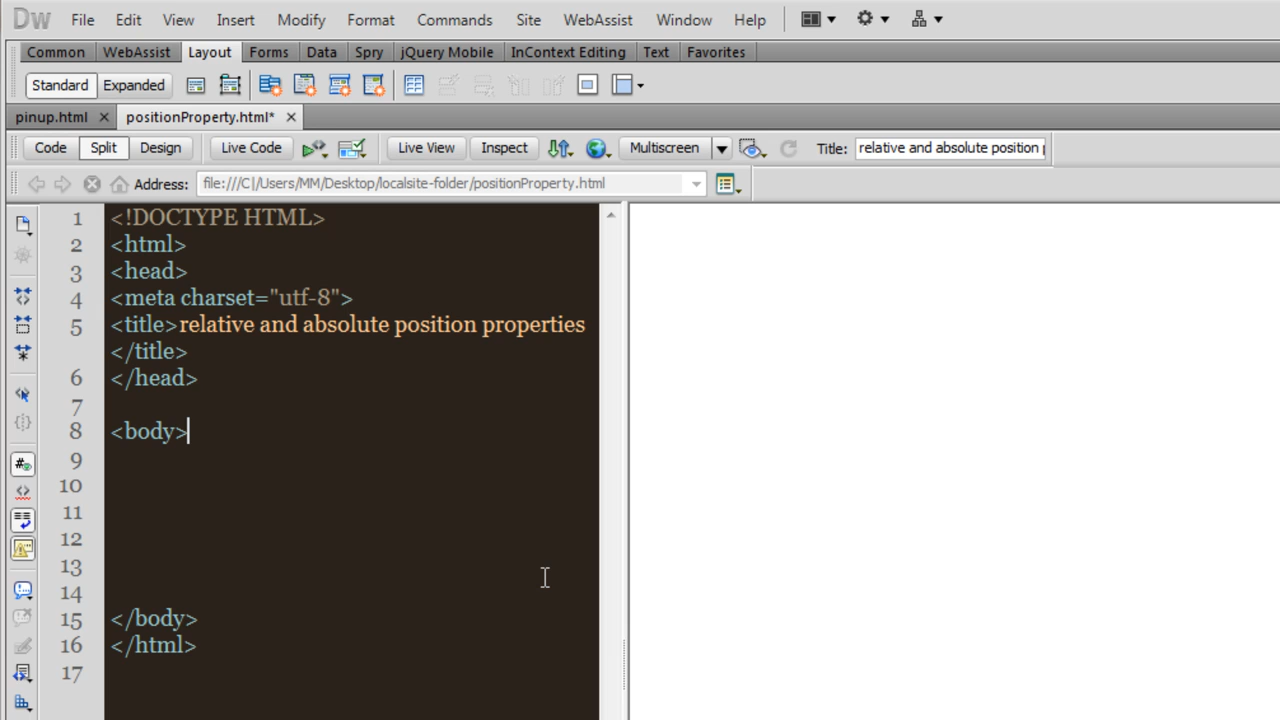 Dw File Edit View Insert Modify Format Commands Site WebAssist Window Help
Common WebAssist Layout Forms Data Spry jQuery Mobile InContext Editing Text Favorites
Standard Expanded
pinup.html positionProperty.html*
Code Split Design Live Code Live View Inspect Multiscreen Title: relative and absolute position
Address: file:///C|/Users/MM/Desktop/localsite-folder/positionProperty.html
1 <!DOCTYPE HTML>
2 <html>
3 <head>
4 <meta charset="utf-8">
5 <title>relative and absolute position properties
</title>
6 </head>
7
8 <body>
9
10
11
12
13
14
15 </body>
16 </html>
17